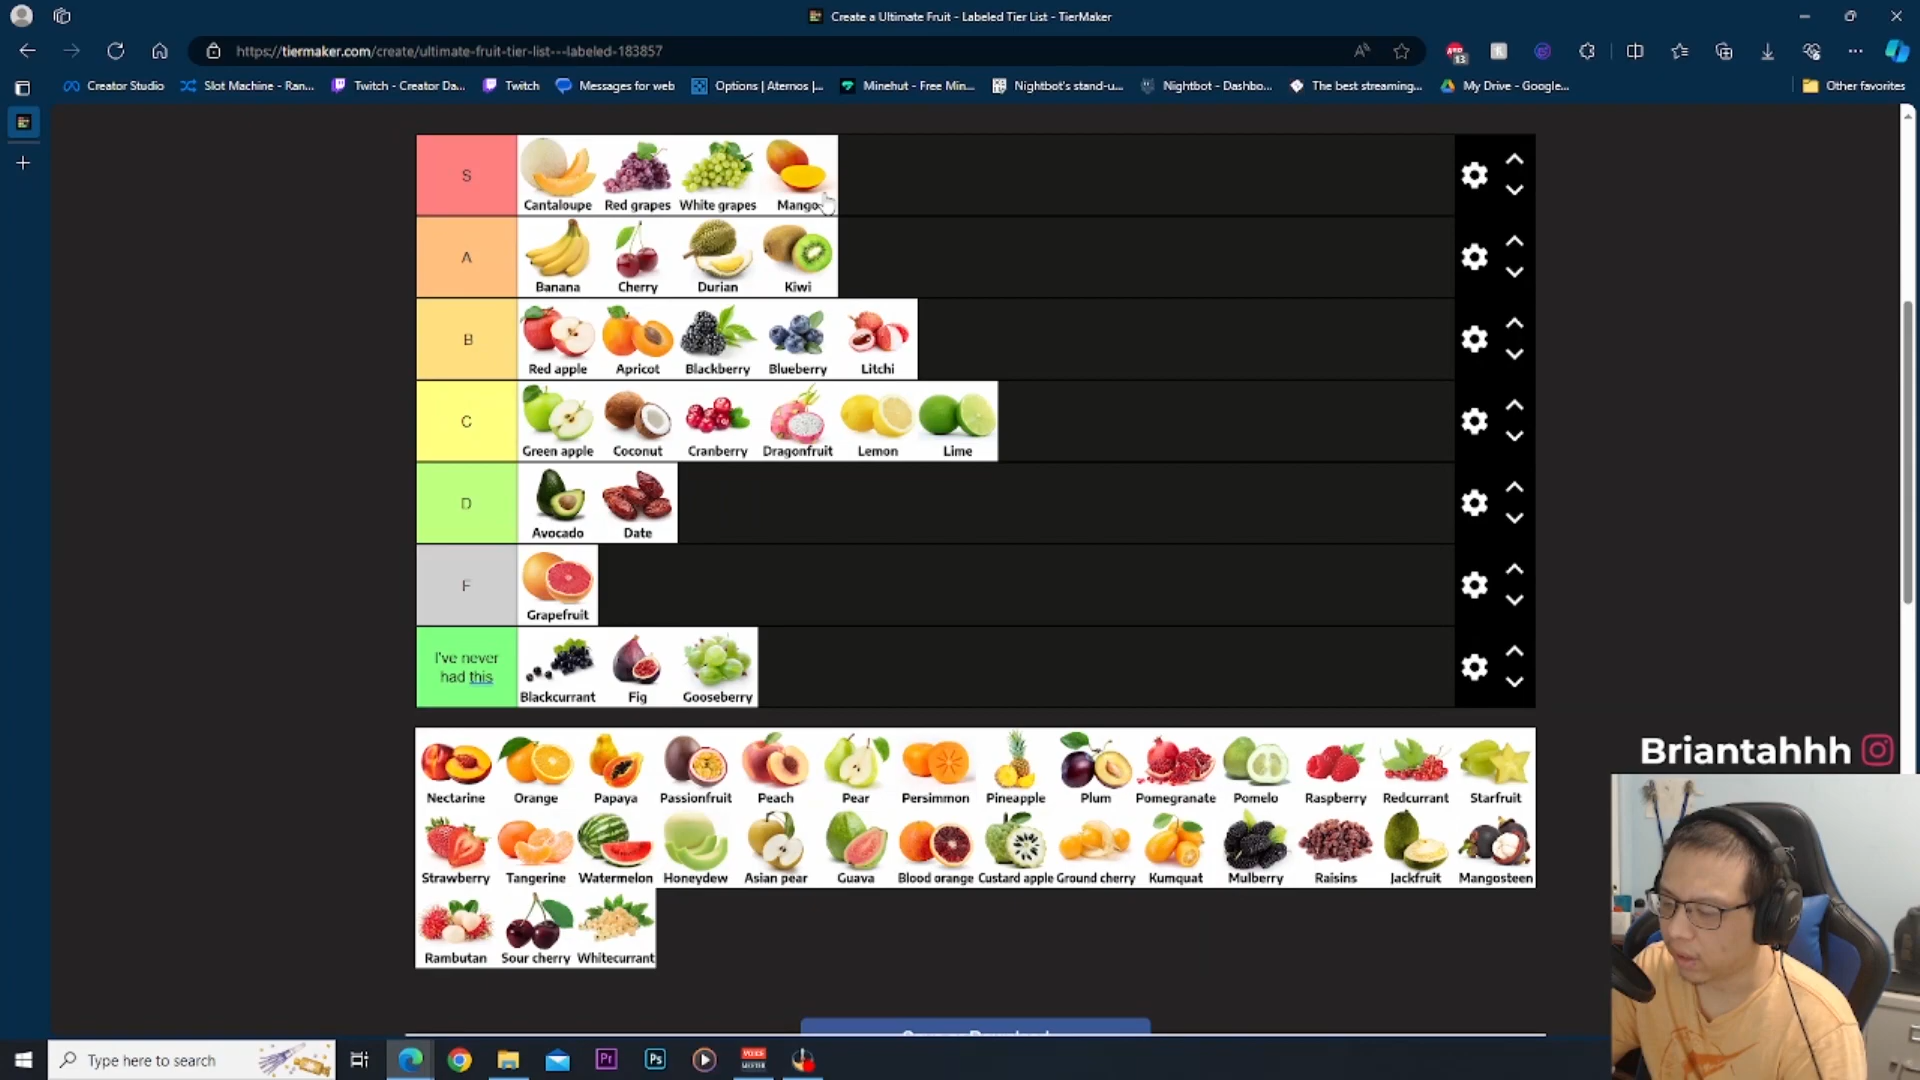 Create a Ultimate Fruit - Labeled Tier List - TierMaker
https://tiermaker.com/create/ultimate-fruit-tier-list---labeled-183857
Creator Studio Slot Machine - Ran... Twitch - Creator Da... Twitch Messages for web Options | Aternos |... Minehut - Free Min... Nightbot's stand-u... Nightbot - Dashbo... The best streaming... My Drive - Google... Other favorites
S
Cantaloupe Red grapes White grapes Mango
A
Banana Cherry Durian Kiwi
B
Red apple Apricot Blackberry Blueberry Litchi
C
Green apple Coconut Cranberry Dragonfruit Lemon Lime
D
Avocado Date
F
Grapefruit
I've never
had this
Blackcurrant Fig Gooseberry
Nectarine Orange Papaya Passionfruit Peach Pear Persimmon Pineapple Plum Pomegranate Pomelo Raspberry Redcurrant Starfruit
Strawberry Tangerine Watermelon Honeydew Asian pear Guava Blood orange Custard apple Ground cherry Kumquat Mulberry Raisins Jackfruit Mangosteen
Rambutan Sour cherry Whitecurrant
Briantahhh
Type here to search
Pr
Ps